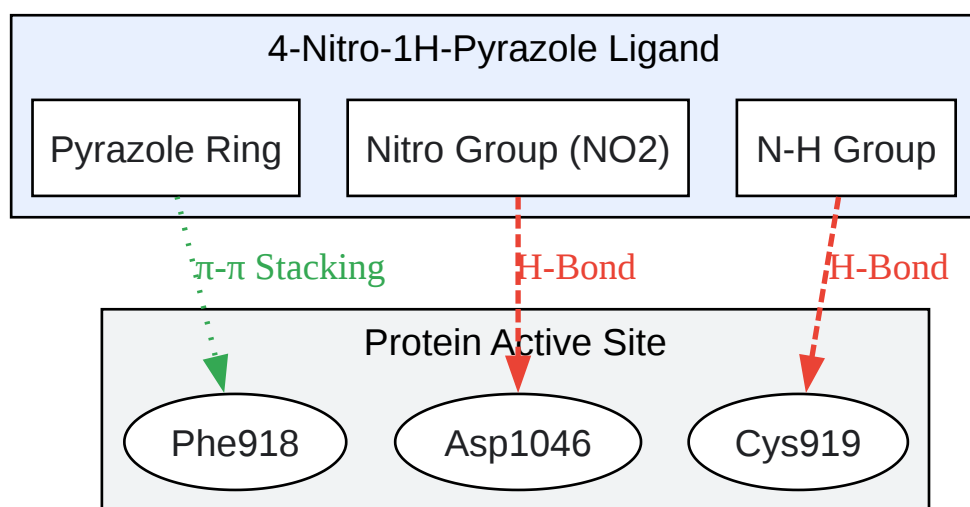 4-Nitro-1H-Pyrazole Ligand
Pyrazole Ring
Nitro Group (NO2)
N-H Group
π-π Stacking
H-Bond
H-Bond
Protein Active Site
Phe918
Asp1046
Cys919